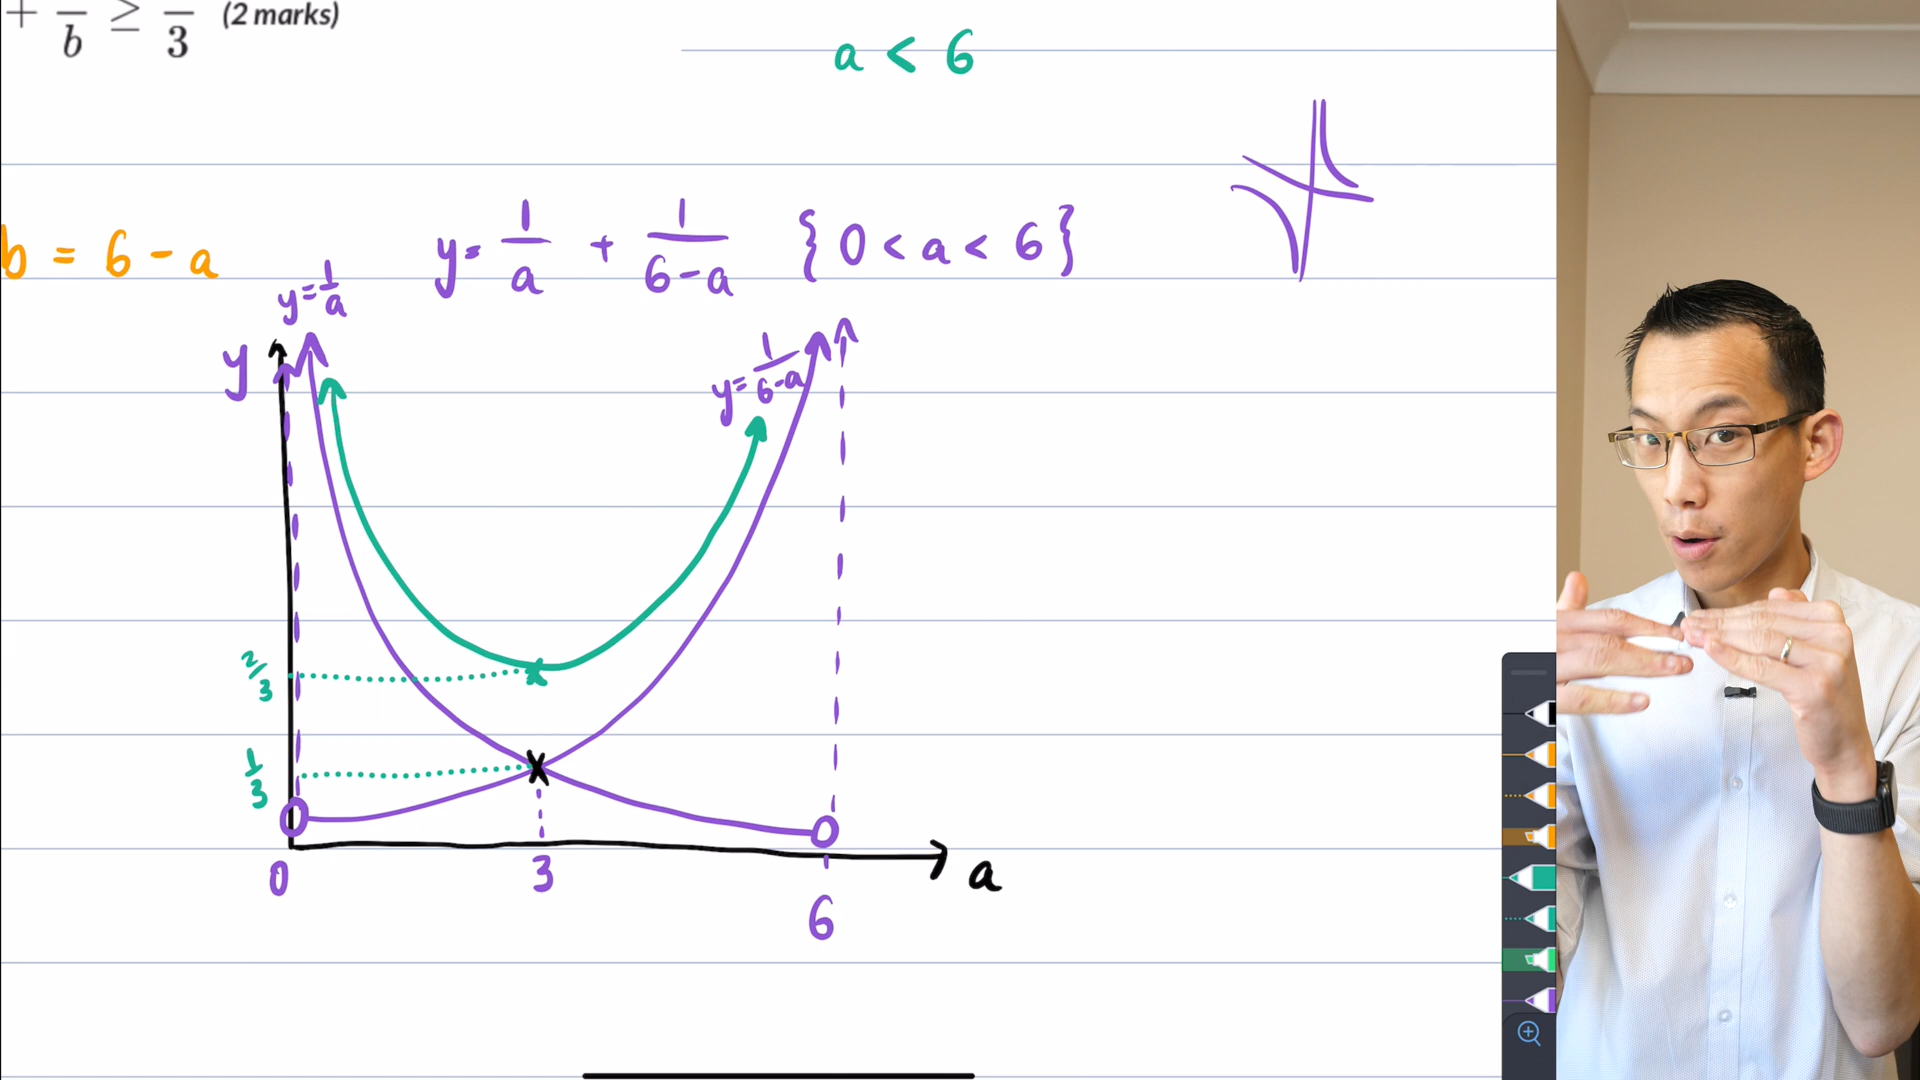 + 1/b ≥ 2/3 (2 marks)
a < 6
b = 6 - a
y = 1/a + 1/(6-a) {0 < a < 6}
y = 1/a
y
y = 1/(6-a)
2/3
1/3
0
3
6
a